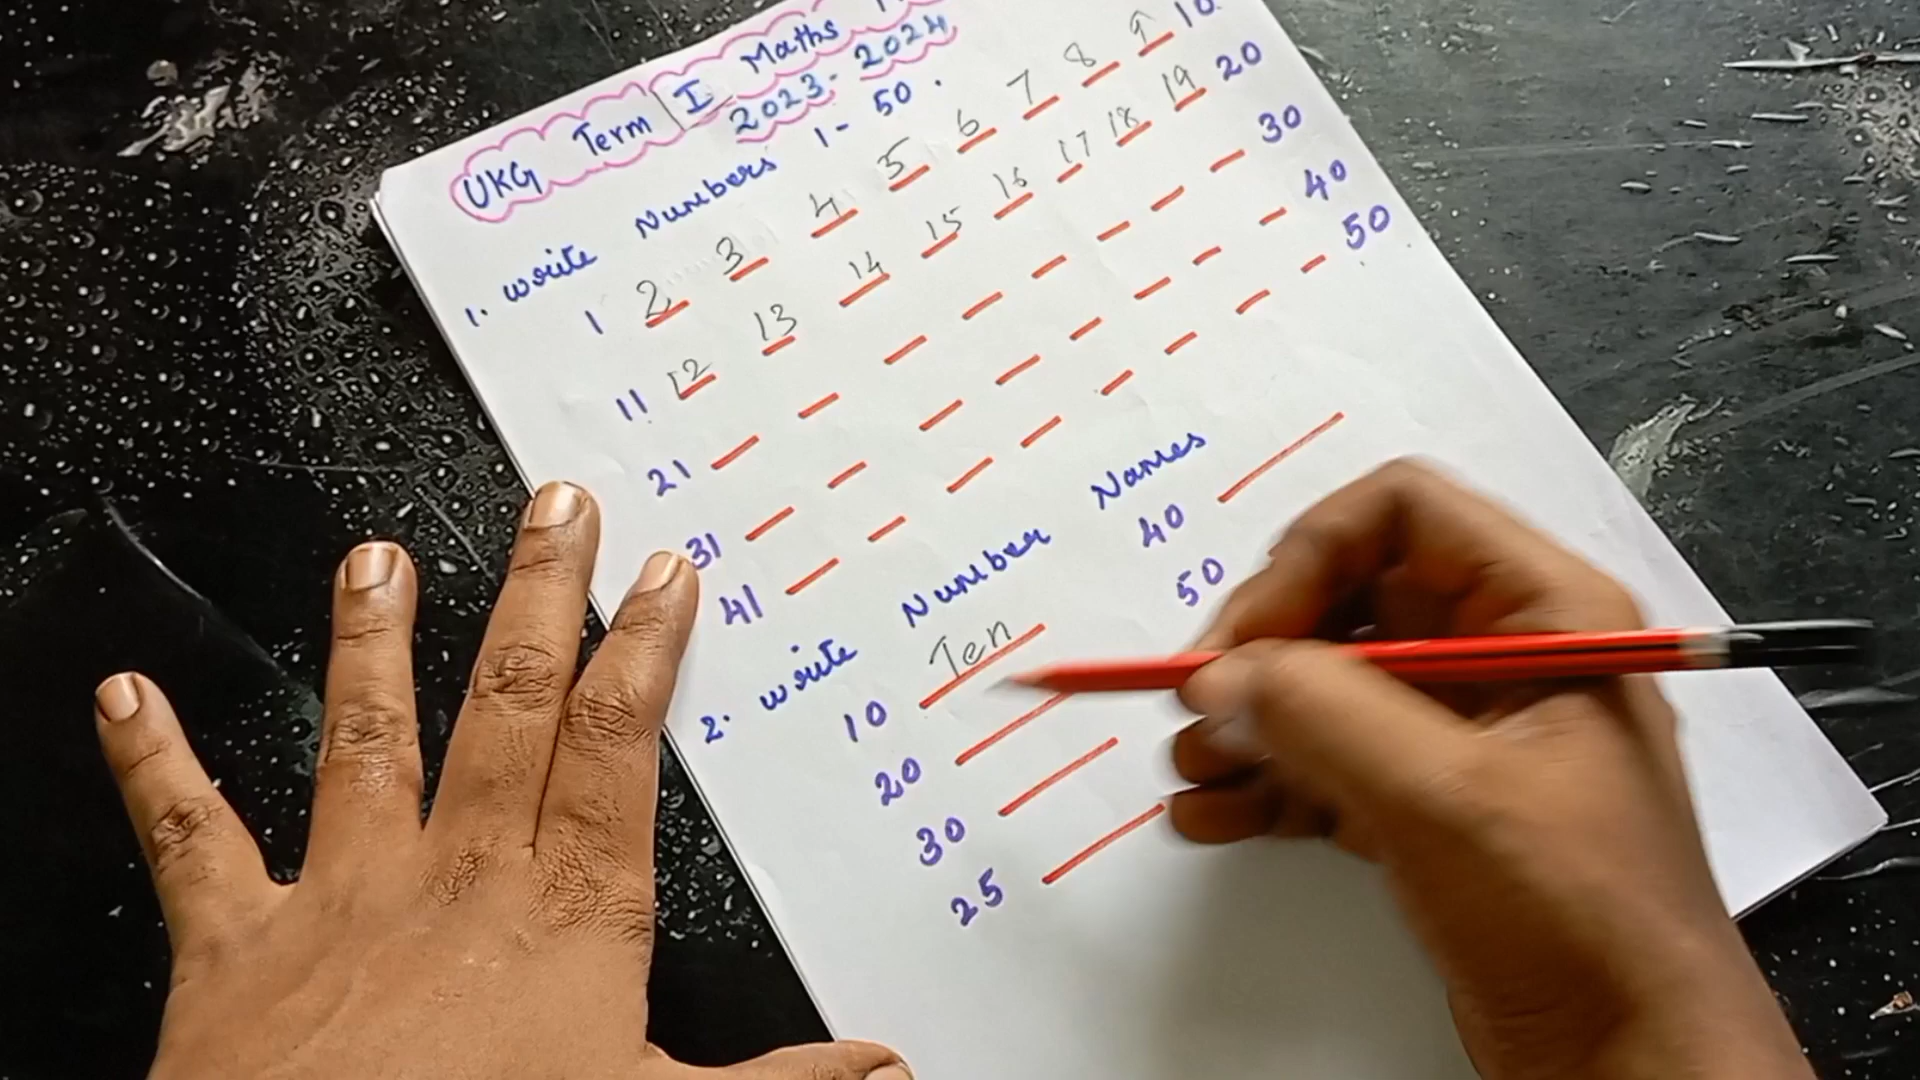 UKG Term I Maths
2023-2024
1. Write Numbers 1-50.
1 2 3 4 5 6 7 8 9 10
11 12 13 14 15 16 17 18 19 20
21 30
31 40
41 50
2. Write Number Names
10 Ten 40
20 50
30
25